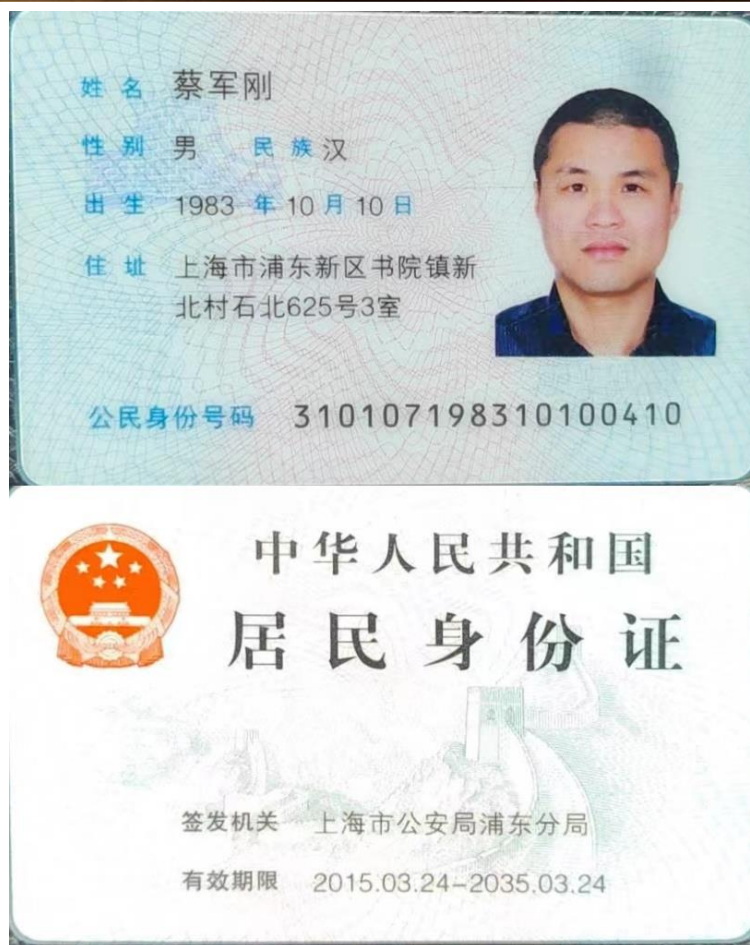 姓名 蔡军刚
性别 男 民族 汉
出生 1983 年 10 月 10 日
住址 上海市浦东新区书院镇新
北村石北625号3室
公民身份号码 310107198310100410
中华人民共和国
居民身份证
签发机关 上海市公安局浦东分局
有效期限 2015.03.24-2035.03.24